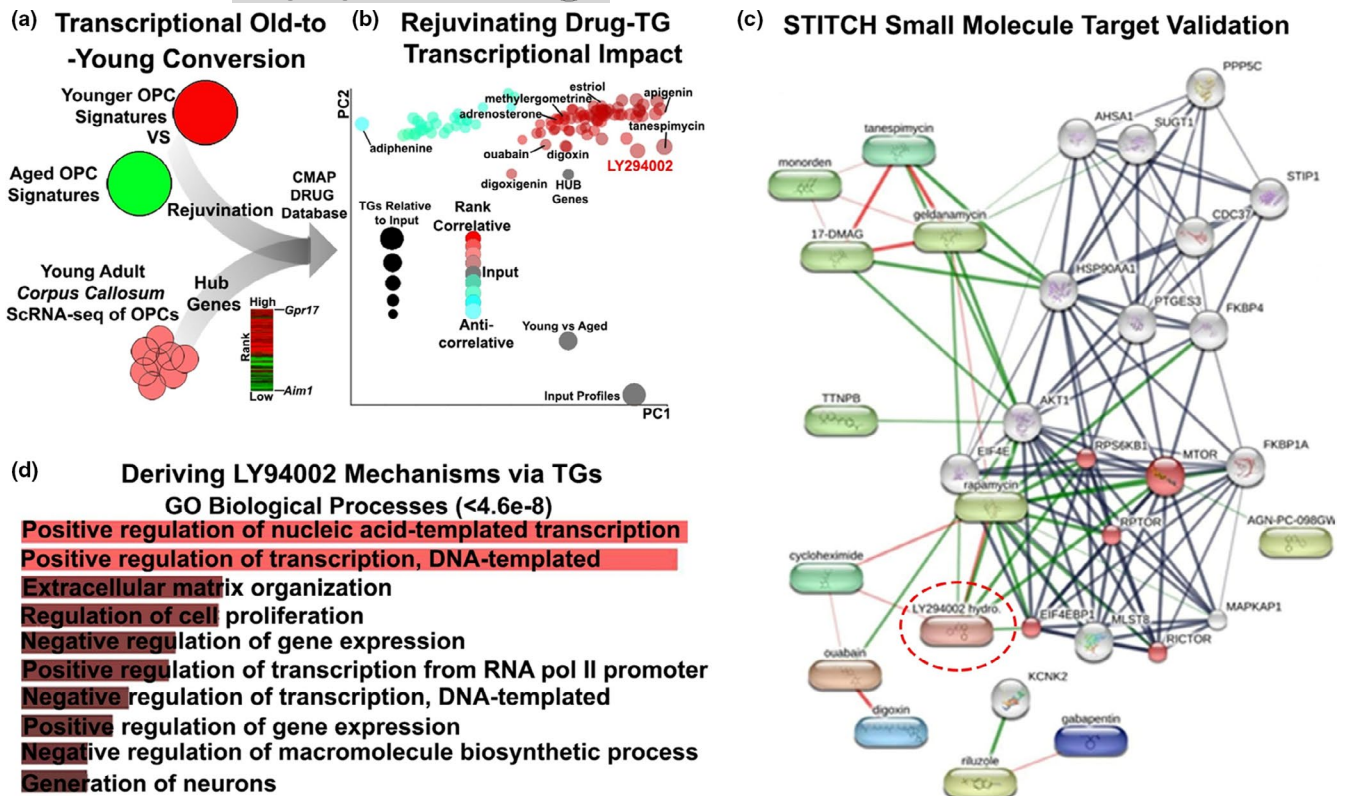 (a) Transcriptional Old-to
-Young Conversion
Younger OPC
Signatures
VS
Aged OPC
Signatures
Rejuvination
CMAP
DRUG
Database
Young Adult
Corpus Callosum
ScRNA-seq of OPCs
Hub
Genes
High
Gpr17
Rank
Aim1
Low
(b) Rejuvinating Drug-TG
Transcriptional Impact
PC2
estriol
methylergometrine
apigenin
adrenosterone
tanespimycin
adiphenine
ouabain
digoxin
LY294002
digoxigenin
HUB
Genes
TGs Relative
to Input
Rank
Correlative
Input
Anti-
correlative
Young vs Aged
Input Profiles
PC1
(c) STITCH Small Molecule Target Validation
PPP5C
AHSA1
SUGT1
tanespimycin
monorden
STIP1
geldanamycin
CDC37
17-DMAG
HSP90AA1
PTGES3
FKBP4
TTNPB
AKT1
RPS6KB1
EIF4E
MTOR
FKBP1A
rapamycin
AGN-PC-098GW
RPTOR
cycloheximide
LY294002 hydro.
EIF4EBP1
MLST8
MAPKAP1
RICTOR
ouabain
KCNK2
digoxin
gabapentin
riluzole
(d) Deriving LY94002 Mechanisms via TGs
GO Biological Processes (<4.6e-8)
Positive regulation of nucleic acid-templated transcription
Positive regulation of transcription, DNA-templated
Extracellular matrix organization
Regulation of cell proliferation
Negative regulation of gene expression
Positive regulation of transcription from RNA pol II promoter
Negative regulation of transcription, DNA-templated
Positive regulation of gene expression
Negative regulation of macromolecule biosynthetic process
Generation of neurons